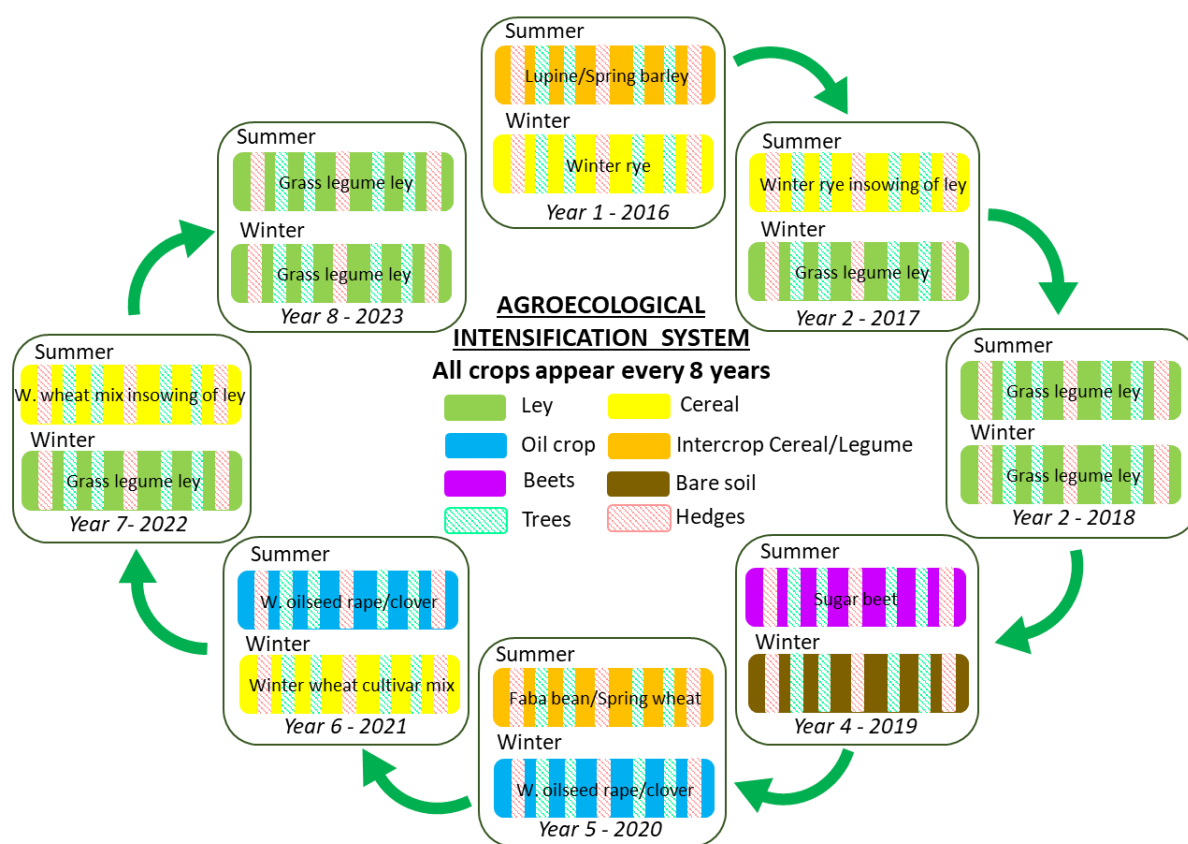 Summer
Lupine/Spring barley
Winter
Winter rye
Year 1 - 2016
Summer
Winter rye insowing of ley
Winter
Grass legume ley
Year 2 - 2017
Summer
Grass legume ley
Winter
Grass legume ley
Year 2 - 2018
Summer
Sugar beet
Winter
Year 4 - 2019
Summer
Faba bean/Spring wheat
Winter
W. oilseed rape/clover
Year 5 - 2020
Summer
W. oilseed rape/clover
Winter
Winter wheat cultivar mix
Year 6 - 2021
Summer
W. wheat mix insowing of ley
Winter
Grass legume ley
Year 7- 2022
Summer
Grass legume ley
Winter
Grass legume ley
Year 8 - 2023
AGROECOLOGICAL
INTENSIFICATION SYSTEM
All crops appear every 8 years
Ley
Cereal
Oil crop
Intercrop Cereal/Legume
Beets
Bare soil
Trees
Hedges